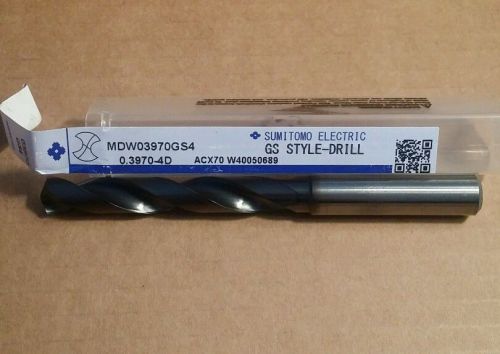 MDW03970GS4
0.3970-4D
ACX70 W40050689
SUMITOMO ELECTRIC
GS STYLE-DRILL